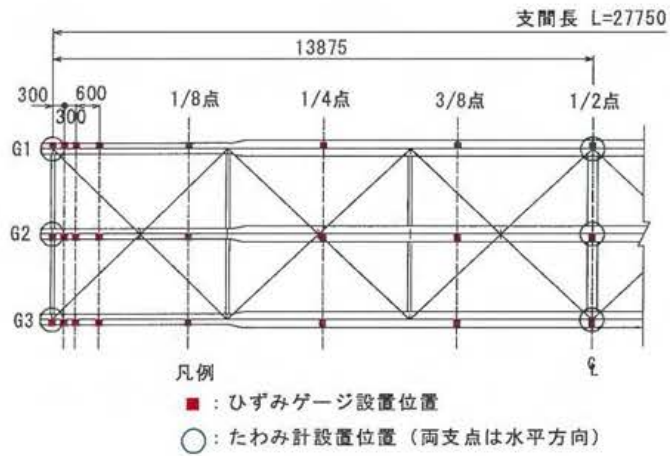 支間長 L=27750
13875
300
600
300
1/8点
1/4点
3/8点
1/2点
G1
G2
G3
℄
凡例
■ : ひずみゲージ設置位置
○ : たわみ計設置位置 (両支点は水平方向)